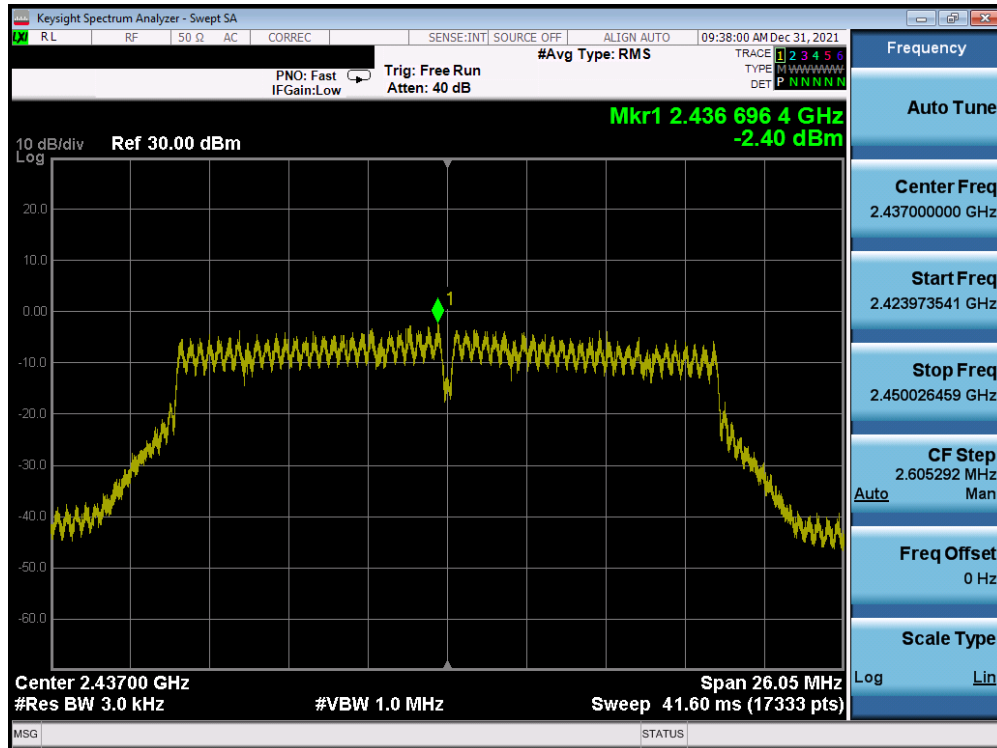 Keysight Spectrum Analyzer - Swept SA
LXI RL RF 50 Ω AC CORREC SENSE:INT SOURCE OFF ALIGN AUTO 09:38:00 AM Dec 31, 2021
#Avg Type: RMS TRACE 1 2 3 4 5 6
PNO: Fast Trig: Free Run TYPE M W W W W W
IFGain:Low Atten: 40 dB DET P N N N N N
Mkr1 2.436 696 4 GHz
-2.40 dBm
10 dB/div Ref 30.00 dBm
Log
20.0
10.0
0.00
1
-10.0
-20.0
-30.0
-40.0
-50.0
-60.0
Center 2.43700 GHz Span 26.05 MHz
#Res BW 3.0 kHz #VBW 1.0 MHz Sweep 41.60 ms (17333 pts)
MSG STATUS
Frequency
Auto Tune
Center Freq
2.437000000 GHz
Start Freq
2.423973541 GHz
Stop Freq
2.450026459 GHz
CF Step
2.605292 MHz
Auto Man
Freq Offset
0 Hz
Scale Type
Log Lin